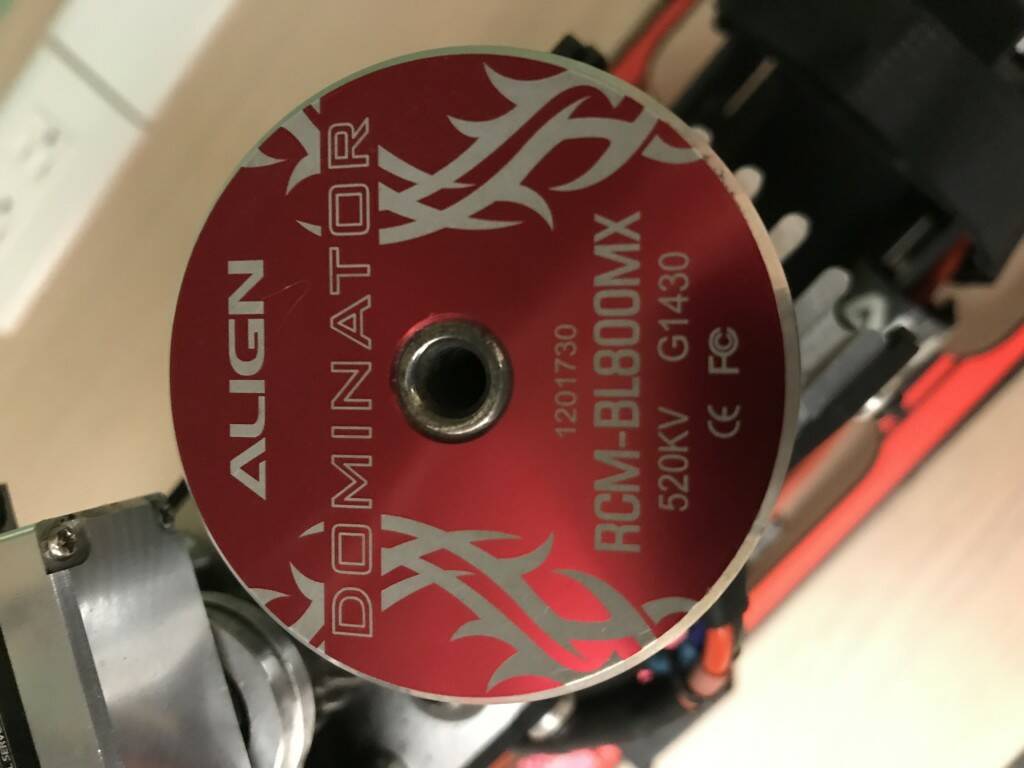 ALIGN
DOMINATOR
1201730
RCM-BL800MX
520KV G1430
CE FC